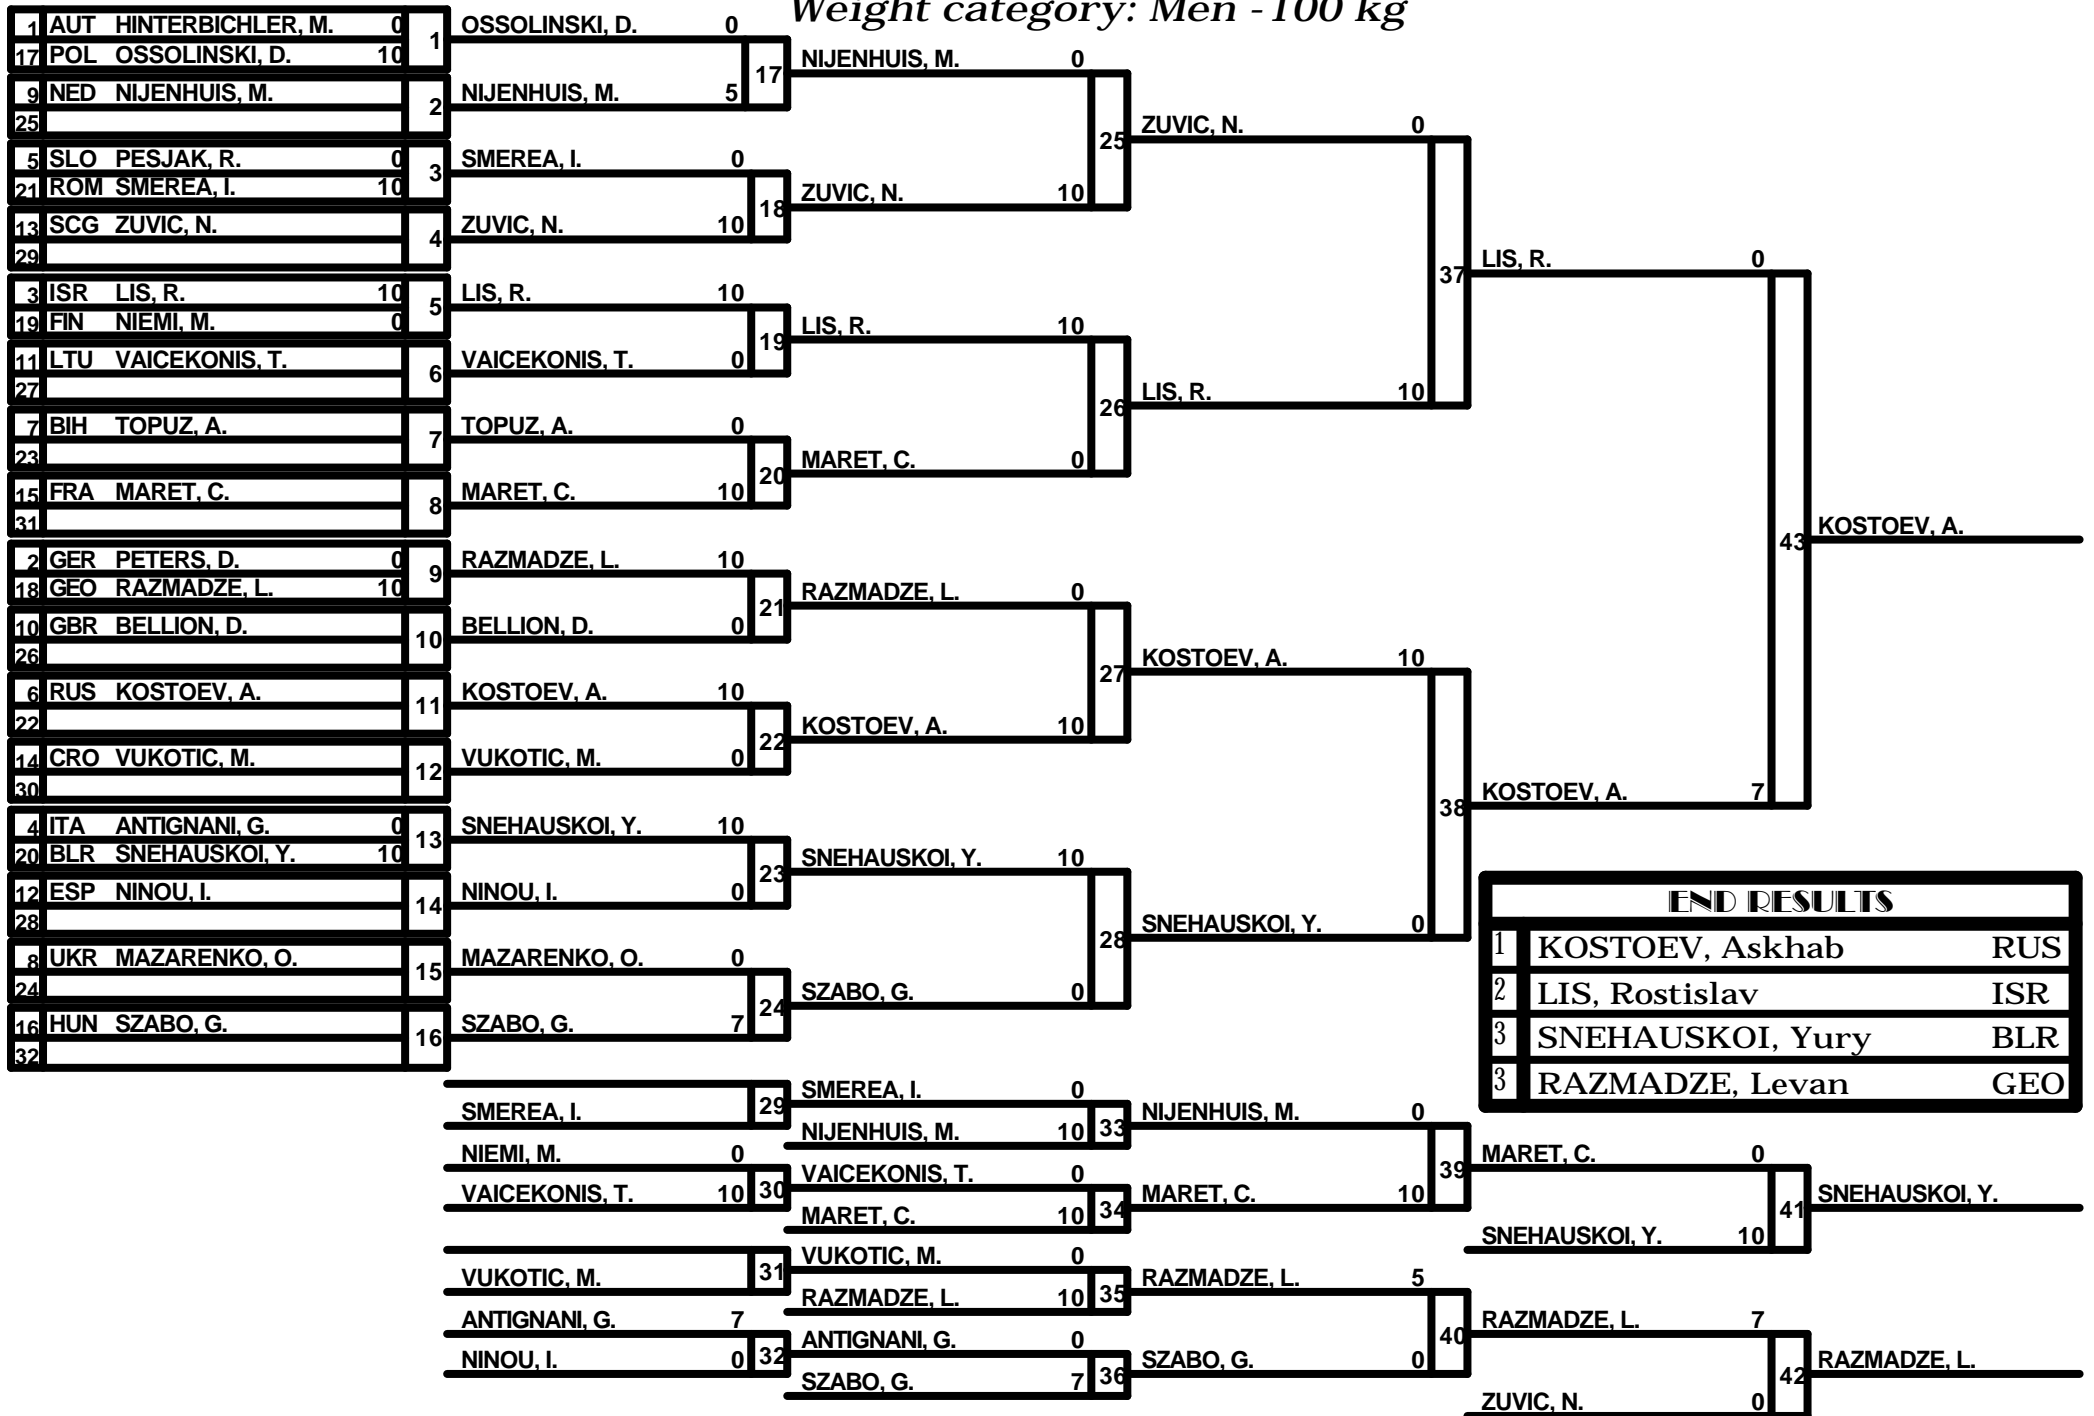 Weight category: Men -100 kg
1 AUT HINTERBICHLER, M. 0
17 POL OSSOLINSKI, D. 10
1
9 NED NIJENHUIS, M.
25
2
5 SLO PESJAK, R. 0
21 ROM SMEREA, I. 10
3
13 SCG ZUVIC, N.
29
4
3 ISR LIS, R. 10
19 FIN NIEMI, M. 0
5
11 LTU VAICEKONIS, T.
27
6
7 BIH TOPUZ, A.
23
7
15 FRA MARET, C.
31
8
2 GER PETERS, D. 0
18 GEO RAZMADZE, L. 10
9
10 GBR BELLION, D.
26
10
6 RUS KOSTOEV, A.
22
11
14 CRO VUKOTIC, M.
30
12
4 ITA ANTIGNANI, G. 0
20 BLR SNEHAUSKOI, Y. 10
13
12 ESP NINOU, I.
28
14
8 UKR MAZARENKO, O.
24
15
16 HUN SZABO, G.
32
16
OSSOLINSKI, D. 0
17
NIJENHUIS, M. 5
SMEREA, I. 0
18
ZUVIC, N. 10
LIS, R. 10
19
VAICEKONIS, T. 0
TOPUZ, A. 0
20
MARET, C. 10
RAZMADZE, L. 10
21
BELLION, D. 0
KOSTOEV, A. 10
22
VUKOTIC, M. 0
SNEHAUSKOI, Y. 10
23
NINOU, I. 0
MAZARENKO, O. 0
24
SZABO, G. 7
NIJENHUIS, M. 0
25
ZUVIC, N. 10
LIS, R. 10
26
MARET, C. 0
RAZMADZE, L. 0
27
KOSTOEV, A. 10
SNEHAUSKOI, Y. 10
28
SZABO, G. 0
ZUVIC, N. 0
37
LIS, R. 10
KOSTOEV, A. 10
38
SNEHAUSKOI, Y. 0
LIS, R. 0
43
KOSTOEV, A. 7
KOSTOEV, A.
END RESULTS
1 KOSTOEV, Askhab RUS
2 LIS, Rostislav ISR
3 SNEHAUSKOI, Yury BLR
3 RAZMADZE, Levan GEO
29
SMEREA, I.
NIEMI, M. 0
30
VAICEKONIS, T. 10
31
VUKOTIC, M.
ANTIGNANI, G. 7
32
NINOU, I. 0
SMEREA, I. 0
33
NIJENHUIS, M. 10
VAICEKONIS, T. 0
34
MARET, C. 10
VUKOTIC, M. 0
35
RAZMADZE, L. 10
ANTIGNANI, G. 0
36
SZABO, G. 7
NIJENHUIS, M. 0
39
MARET, C. 10
RAZMADZE, L. 5
40
SZABO, G. 0
MARET, C. 0
41
SNEHAUSKOI, Y. 10
RAZMADZE, L. 7
42
ZUVIC, N. 0
SNEHAUSKOI, Y.
RAZMADZE, L.